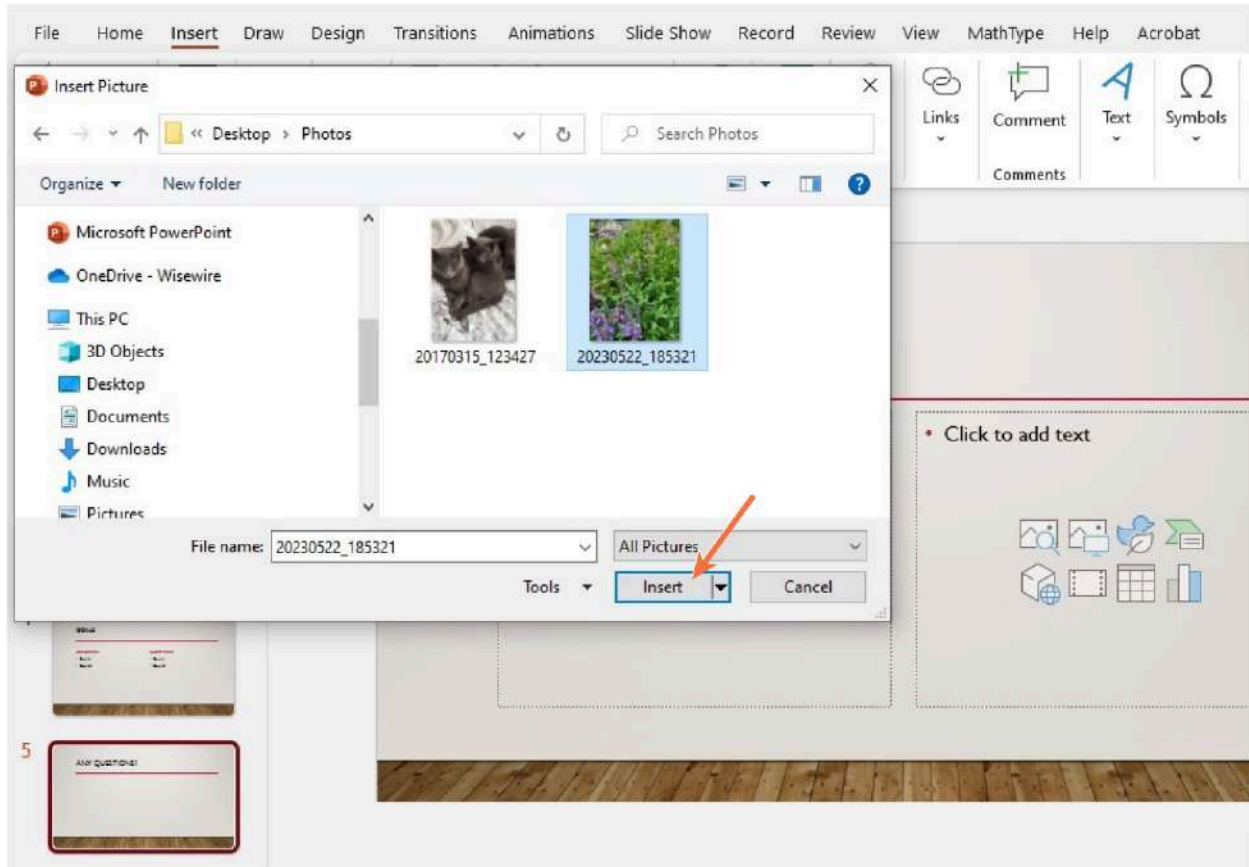 File Home Insert Draw Design Transitions Animations Slide Show Record Review View MathType Help Acrobat
Insert Picture
Links
Comment
Text
Symbols
Comments
« Desktop › Photos
Search Photos
Organize
New folder
Microsoft PowerPoint
OneDrive - Wisewire
This PC
3D Objects
Desktop
Documents
Downloads
Music
Pictures
20170315_123427
20230522_185321
• Click to add text
File name: 20230522_185321
All Pictures
Tools
Insert
Cancel
5
ANY QUESTIONS?